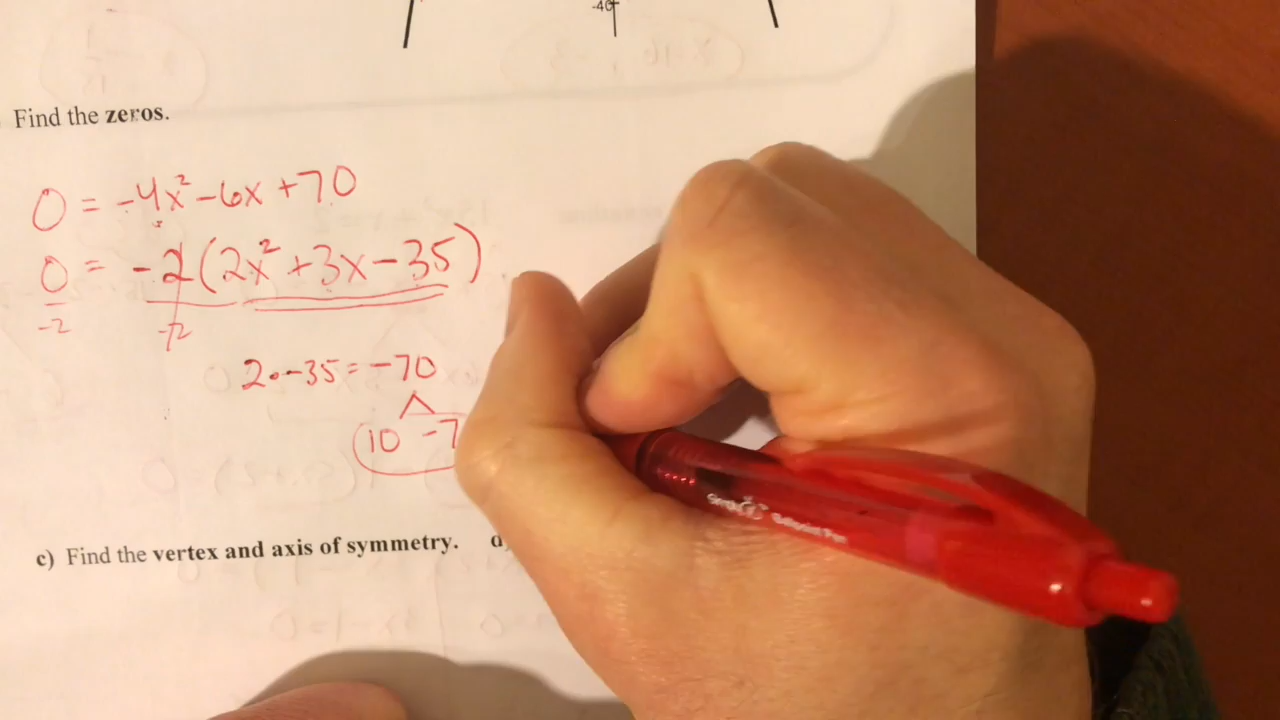 -40
Find the zeros.
0 = -4x² - 6x + 70
0 = -2(2x² + 3x - 35)
-2 -2
2·-35 = -70
10 -7
c) Find the vertex and axis of symmetry. d)